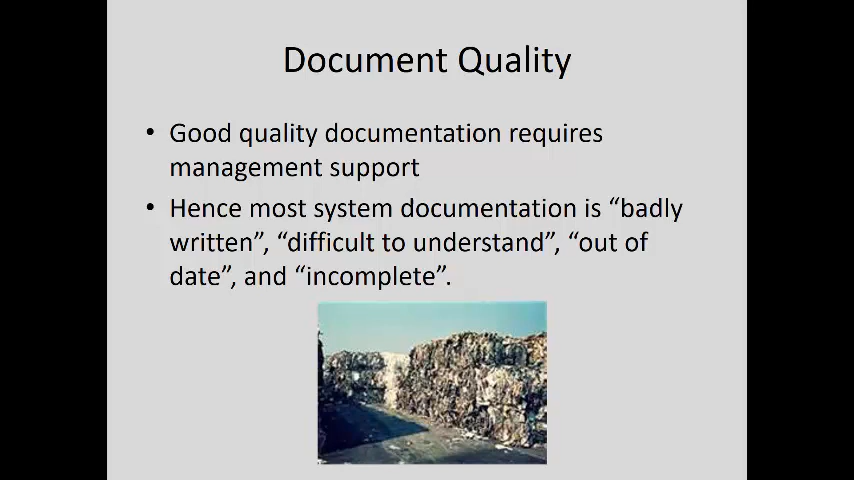 Document Quality
• Good quality documentation requires
management support
• Hence most system documentation is “badly
written”, “difficult to understand”, “out of
date”, and “incomplete”.